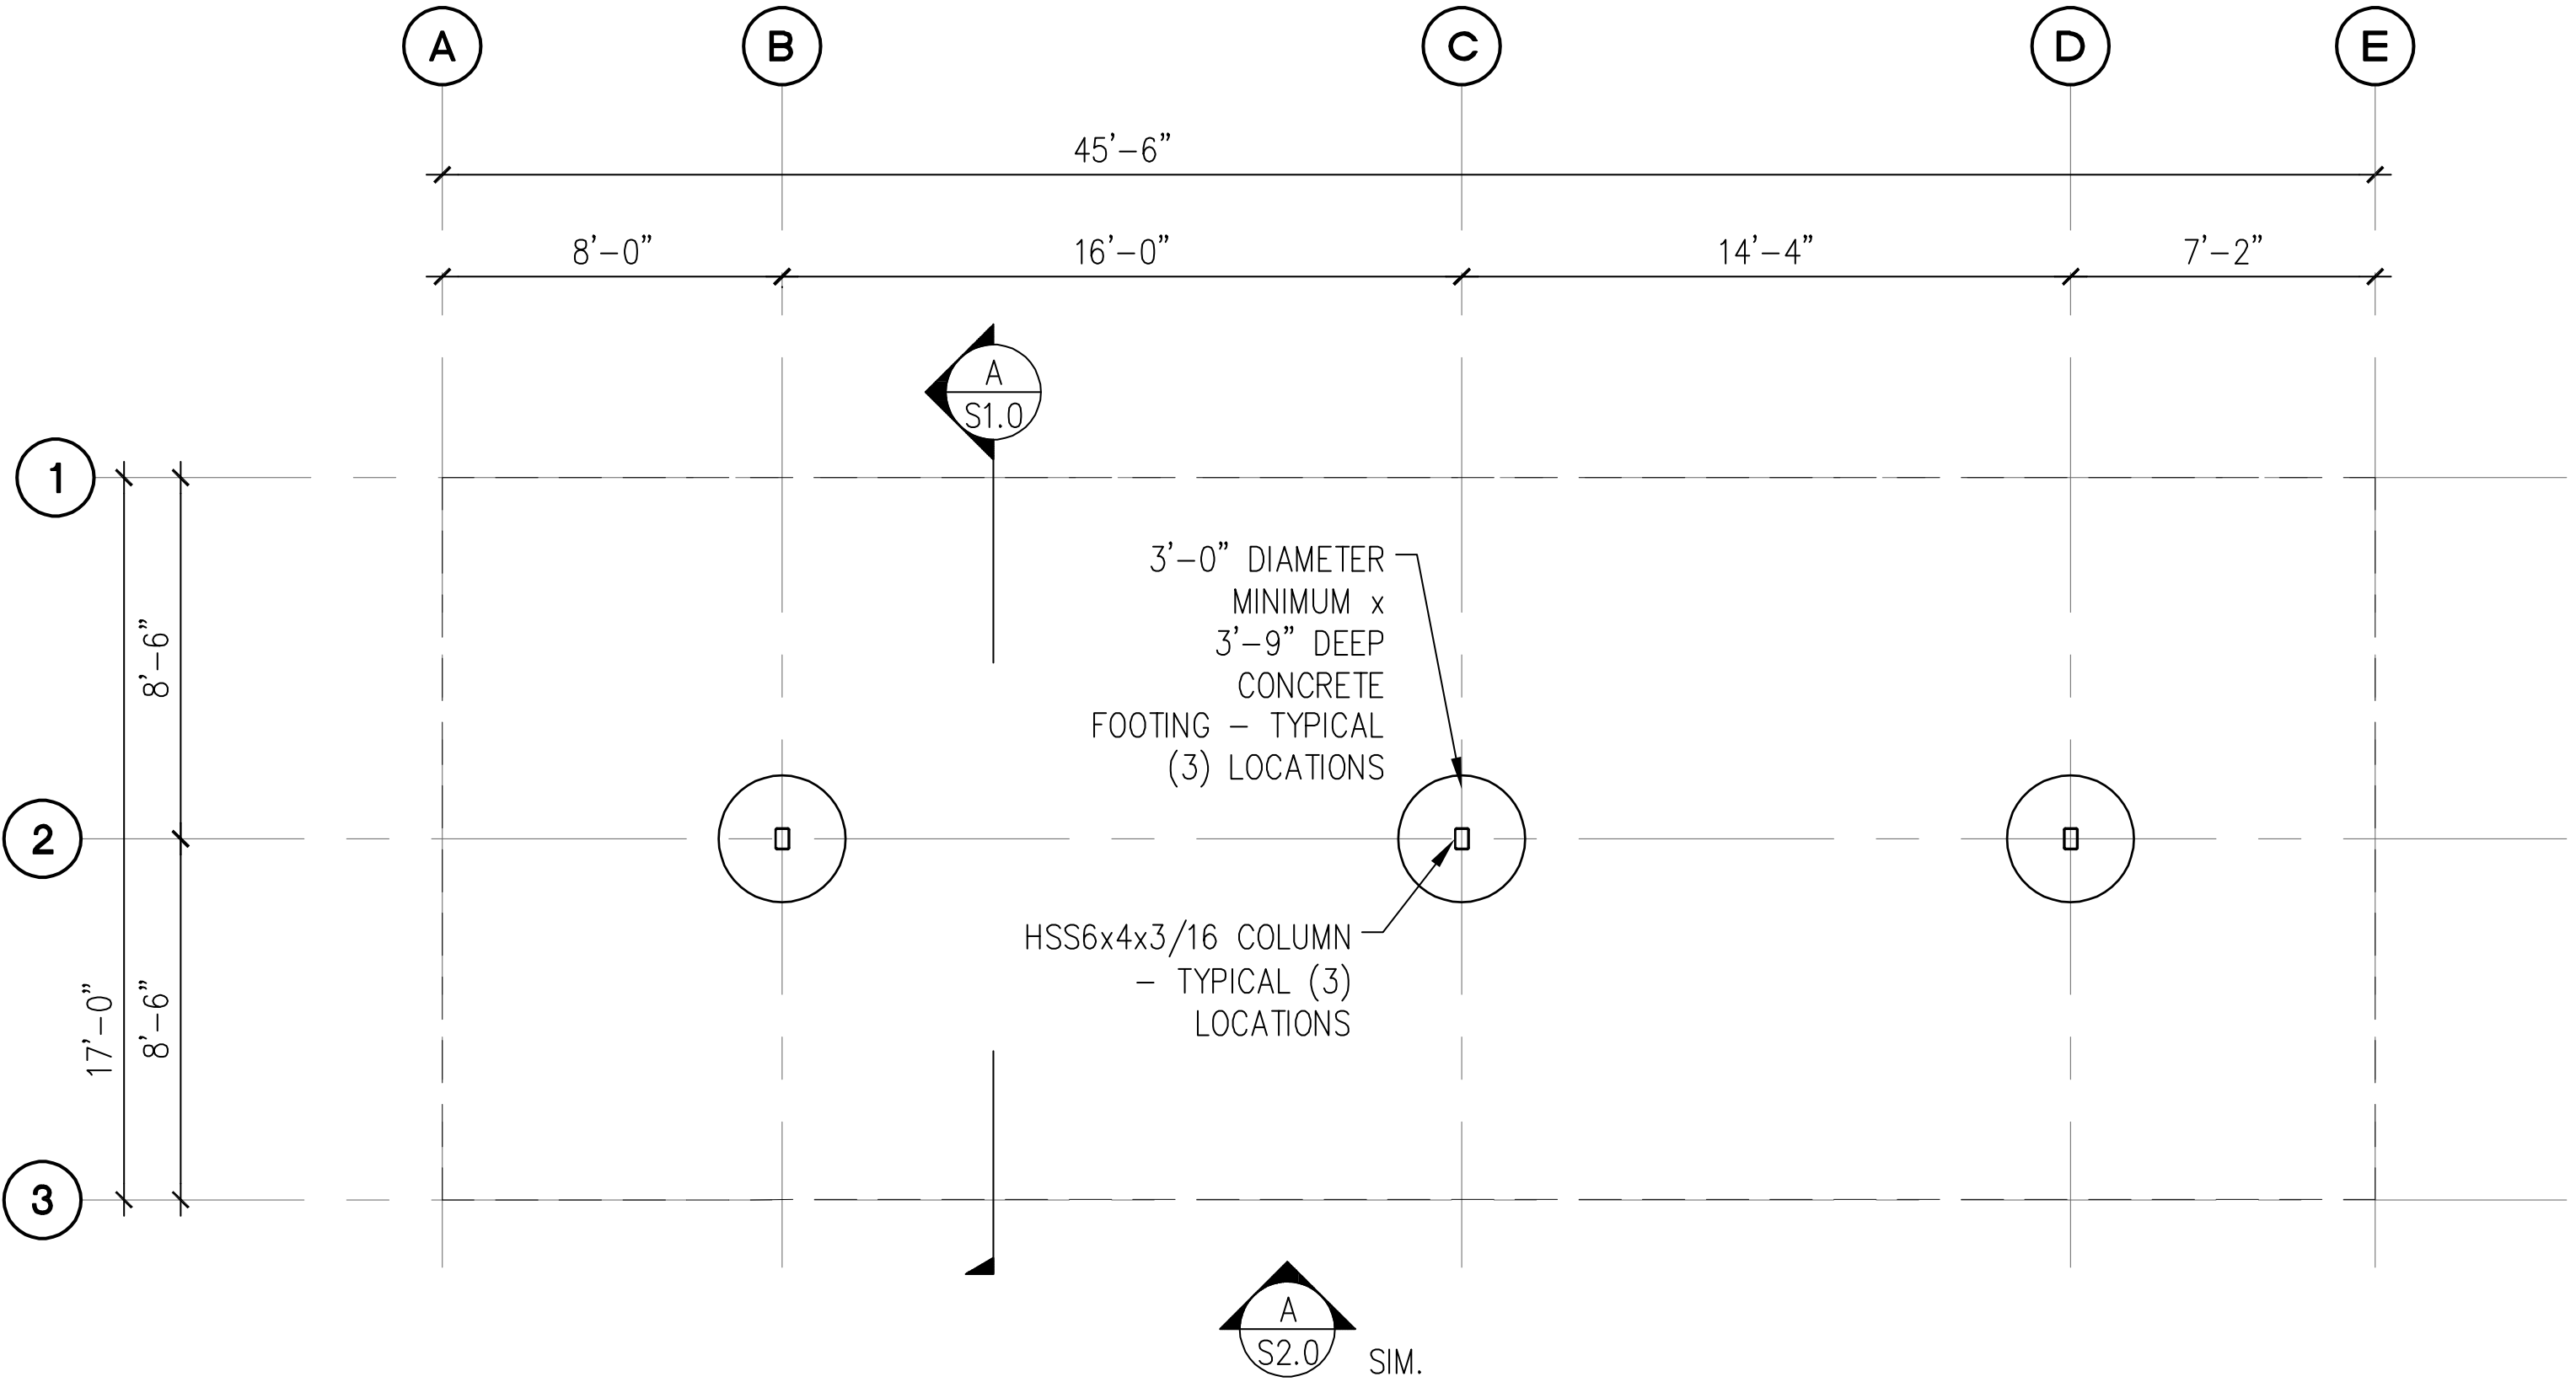 A
B
C
D
E
45'-6"
8'-0"
16'-0"
14'-4"
7'-2"
A
S1.0
1
8'-6"
3'-0" DIAMETER
MINIMUM x
3'-9" DEEP
CONCRETE
FOOTING - TYPICAL
(3) LOCATIONS
2
HSS6x4x3/16 COLUMN
- TYPICAL (3)
LOCATIONS
17'-0"
8'-6"
3
A
S2.0
SIM.